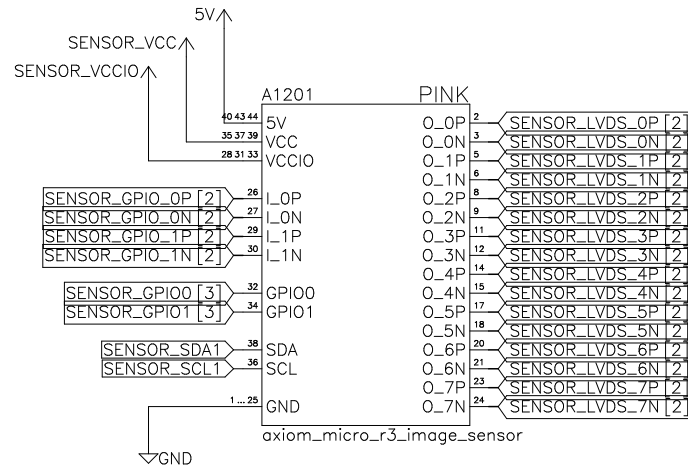 5V
SENSOR_VCC
SENSOR_VCCIO
A1201 PINK
40 43 44 5V O_0P 2 SENSOR_LVDS_0P [2]
35 37 39 VCC O_0N 3 SENSOR_LVDS_0N [2]
28 31 33 VCCIO O_1P 5 SENSOR_LVDS_1P [2]
O_1N 6 SENSOR_LVDS_1N [2]
SENSOR_GPIO_0P [2] 26 I_0P O_2P 8 SENSOR_LVDS_2P [2]
SENSOR_GPIO_0N [2] 27 I_0N O_2N 9 SENSOR_LVDS_2N [2]
SENSOR_GPIO_1P [2] 29 I_1P O_3P 11 SENSOR_LVDS_3P [2]
SENSOR_GPIO_1N [2] 30 I_1N O_3N 12 SENSOR_LVDS_3N [2]
O_4P 14 SENSOR_LVDS_4P [2]
SENSOR_GPIO0 [3] 32 GPIO0 O_4N 15 SENSOR_LVDS_4N [2]
SENSOR_GPIO1 [3] 34 GPIO1 O_5P 17 SENSOR_LVDS_5P [2]
O_5N 18 SENSOR_LVDS_5N [2]
SENSOR_SDA1 38 SDA O_6P 20 SENSOR_LVDS_6P [2]
SENSOR_SCL1 36 SCL O_6N 21 SENSOR_LVDS_6N [2]
O_7P 23 SENSOR_LVDS_7P [2]
1 ... 25 GND O_7N 24 SENSOR_LVDS_7N [2]
axiom_micro_r3_image_sensor
GND